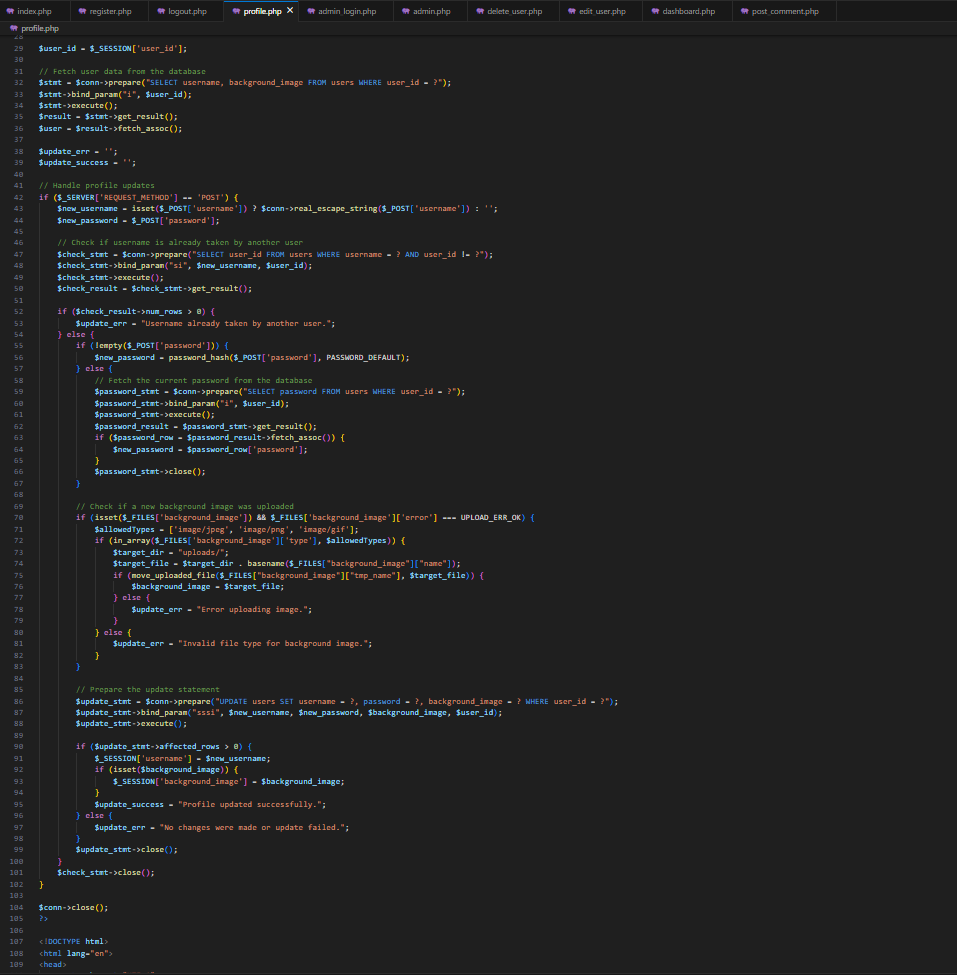 index.php register.php logout.php profile.php × admin_login.php admin.php delete_user.php edit_user.php dashboard.php post_comment.php
profile.php
28
29 $user_id = $_SESSION['user_id'];
30
31 // Fetch user data from the database
32 $stmt = $conn->prepare("SELECT username, background_image FROM users WHERE user_id = ?");
33 $stmt->bind_param("i", $user_id);
34 $stmt->execute();
35 $result = $stmt->get_result();
36 $user = $result->fetch_assoc();
37
38 $update_err = '';
39 $update_success = '';
40
41 // Handle profile updates
42 if ($_SERVER['REQUEST_METHOD'] == 'POST') {
43 $new_username = isset($_POST['username']) ? $conn->real_escape_string($_POST['username']) : '';
44 $new_password = $_POST['password'];
45
46 // Check if username is already taken by another user
47 $check_stmt = $conn->prepare("SELECT user_id FROM users WHERE username = ? AND user_id != ?");
48 $check_stmt->bind_param("si", $new_username, $user_id);
49 $check_stmt->execute();
50 $check_result = $check_stmt->get_result();
51
52 if ($check_result->num_rows > 0) {
53 $update_err = "Username already taken by another user.";
54 } else {
55 if (!empty($_POST['password'])) {
56 $new_password = password_hash($_POST['password'], PASSWORD_DEFAULT);
57 } else {
58 // Fetch the current password from the database
59 $password_stmt = $conn->prepare("SELECT password FROM users WHERE user_id = ?");
60 $password_stmt->bind_param("i", $user_id);
61 $password_stmt->execute();
62 $password_result = $password_stmt->get_result();
63 if ($password_row = $password_result->fetch_assoc()) {
64 $new_password = $password_row['password'];
65 }
66 $password_stmt->close();
67 }
68
69 // Check if a new background image was uploaded
70 if (isset($_FILES['background_image']) && $_FILES['background_image']['error'] === UPLOAD_ERR_OK) {
71 $allowedTypes = ['image/jpeg', 'image/png', 'image/gif'];
72 if (in_array($_FILES['background_image']['type'], $allowedTypes)) {
73 $target_dir = "uploads/";
74 $target_file = $target_dir . basename($_FILES["background_image"]["name"]);
75 if (move_uploaded_file($_FILES["background_image"]["tmp_name"], $target_file)) {
76 $background_image = $target_file;
77 } else {
78 $update_err = "Error uploading image.";
79 }
80 } else {
81 $update_err = "Invalid file type for background image.";
82 }
83 }
84
85 // Prepare the update statement
86 $update_stmt = $conn->prepare("UPDATE users SET username = ?, password = ?, background_image = ? WHERE user_id = ?");
87 $update_stmt->bind_param("sssi", $new_username, $new_password, $background_image, $user_id);
88 $update_stmt->execute();
89
90 if ($update_stmt->affected_rows > 0) {
91 $_SESSION['username'] = $new_username;
92 if (isset($background_image)) {
93 $_SESSION['background_image'] = $background_image;
94 }
95 $update_success = "Profile updated successfully.";
96 } else {
97 $update_err = "No changes were made or update failed.";
98 }
99 $update_stmt->close();
100 }
101 $check_stmt->close();
102 }
103
104 $conn->close();
105 ?>
106
107 <!DOCTYPE html>
108 <html lang="en">
109 <head>